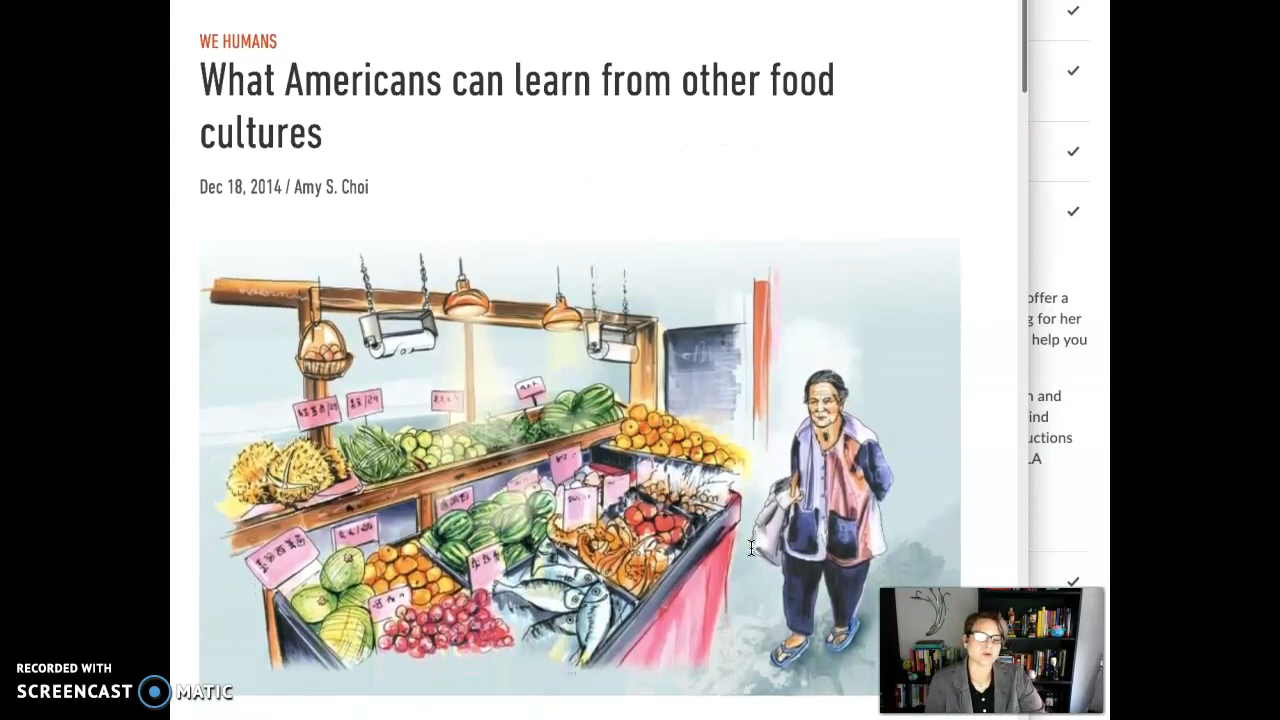 WE HUMANS
What Americans can learn from other food
cultures
Dec 18, 2014 / Amy S. Choi
offer a
g for her
help you
and
ind
uctions
LA
RECORDED WITH
SCREENCAST MATIC